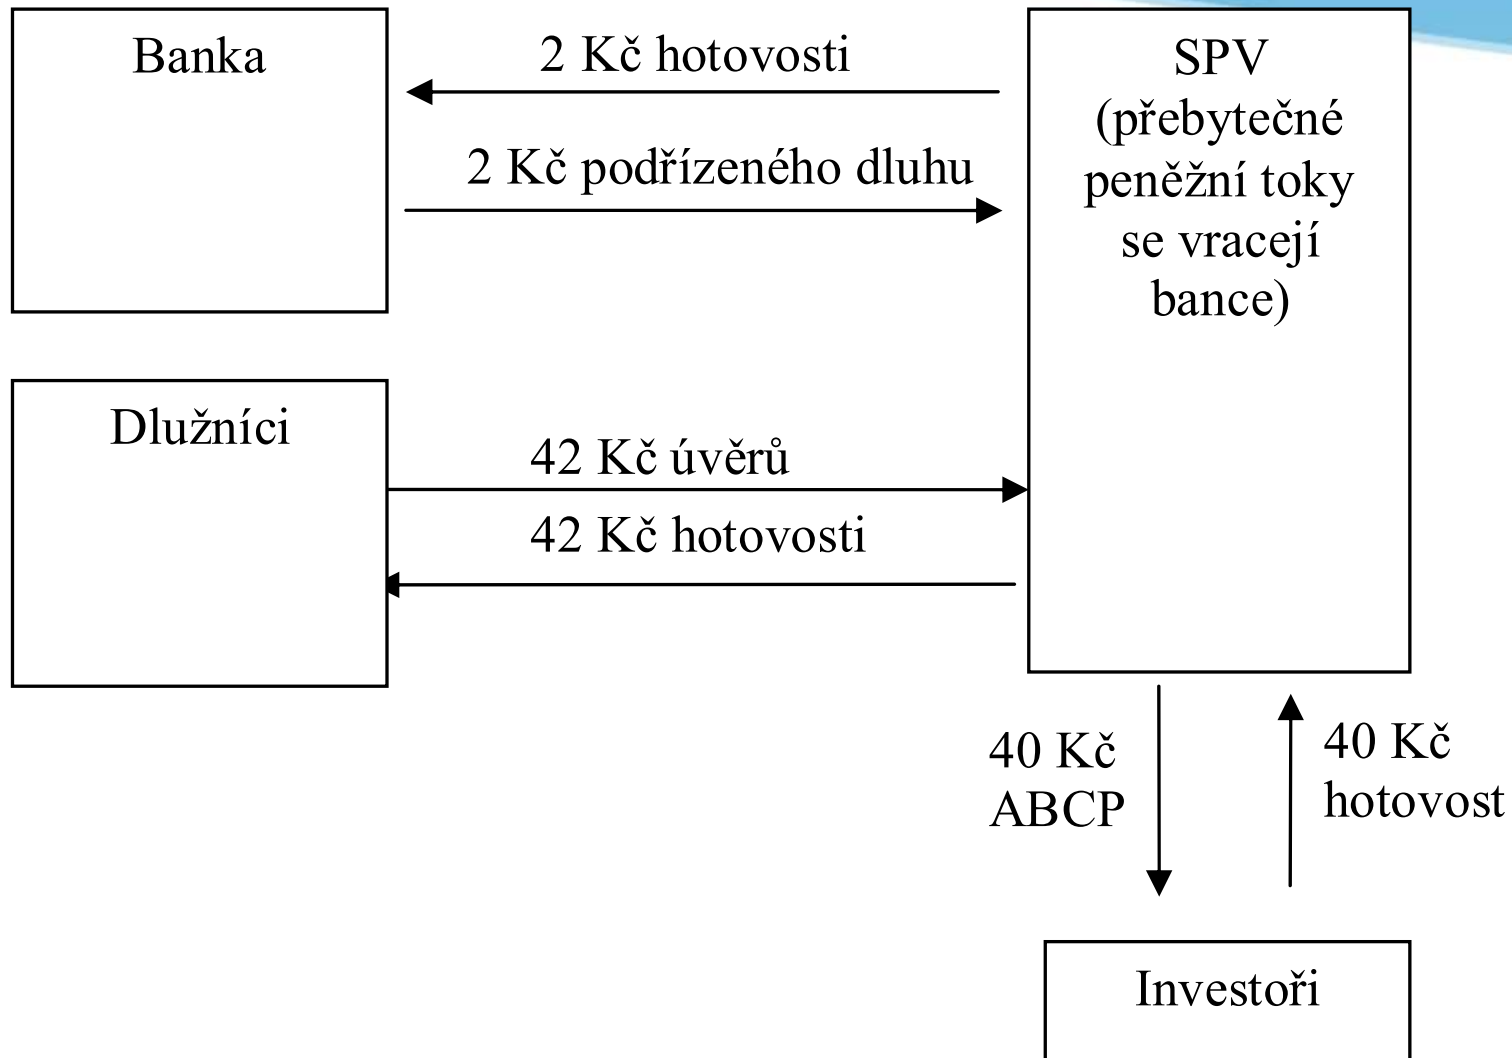 Banka
2 Kč hotovosti
2 Kč podřízeného dluhu
SPV
(přebytečné
peněžní toky
se vracejí
bance)
Dlužníci
42 Kč úvěrů
42 Kč hotovosti
40 Kč
ABCP
40 Kč
hotovost
Investoři